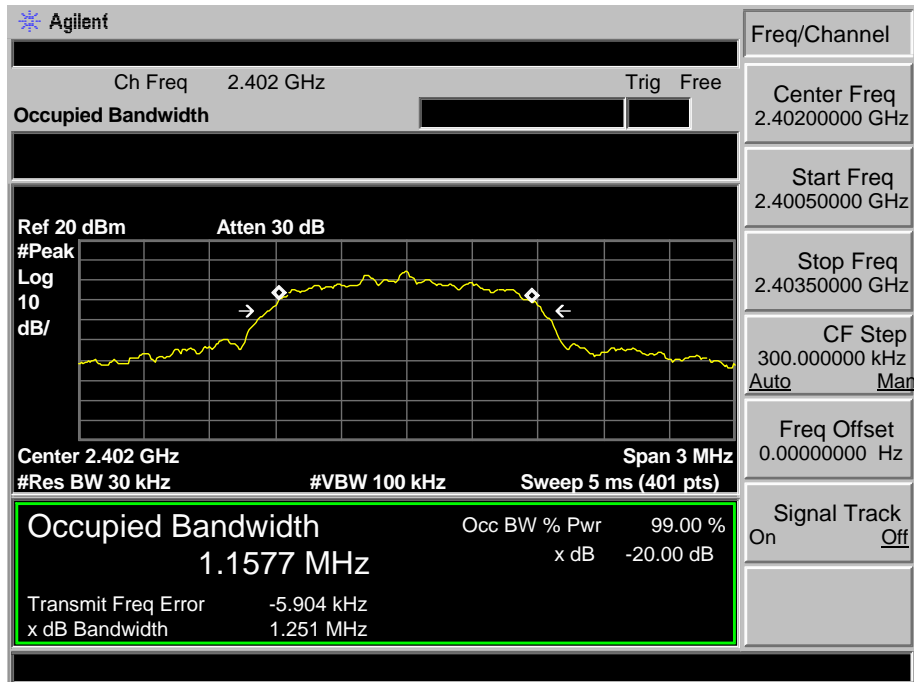 Agilent
Freq/Channel
Ch Freq 2.402 GHz Trig Free
Occupied Bandwidth
Center Freq
2.40200000 GHz
Start Freq
2.40050000 GHz
Stop Freq
2.40350000 GHz
CF Step
300.000000 kHz
Auto Man
Freq Offset
0.00000000 Hz
Signal Track
On Off
Ref 20 dBm Atten 30 dB
#Peak
Log
10
dB/
Center 2.402 GHz Span 3 MHz
#Res BW 30 kHz #VBW 100 kHz Sweep 5 ms (401 pts)
Occupied Bandwidth Occ BW % Pwr 99.00 %
1.1577 MHz x dB -20.00 dB
Transmit Freq Error -5.904 kHz
x dB Bandwidth 1.251 MHz